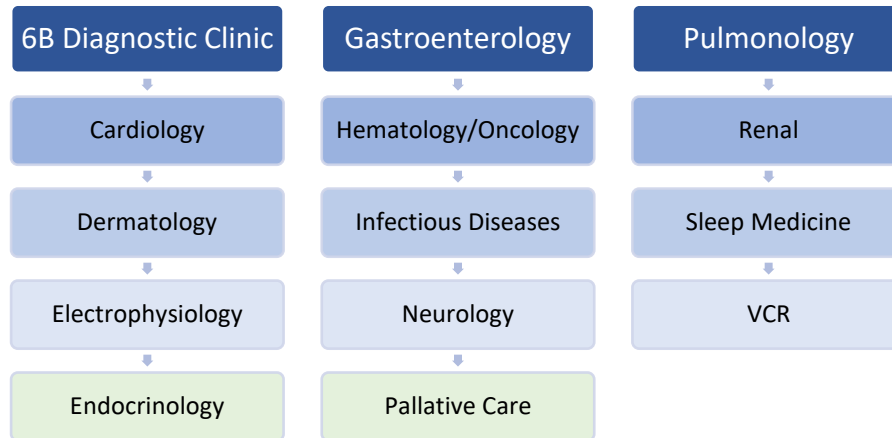 6B Diagnostic Clinic
Cardiology
Dermatology
Electrophysiology
Endocrinology
Gastroenterology
Hematology/Oncology
Infectious Diseases
Neurology
Pallative Care
Pulmonology
Renal
Sleep Medicine
VCR